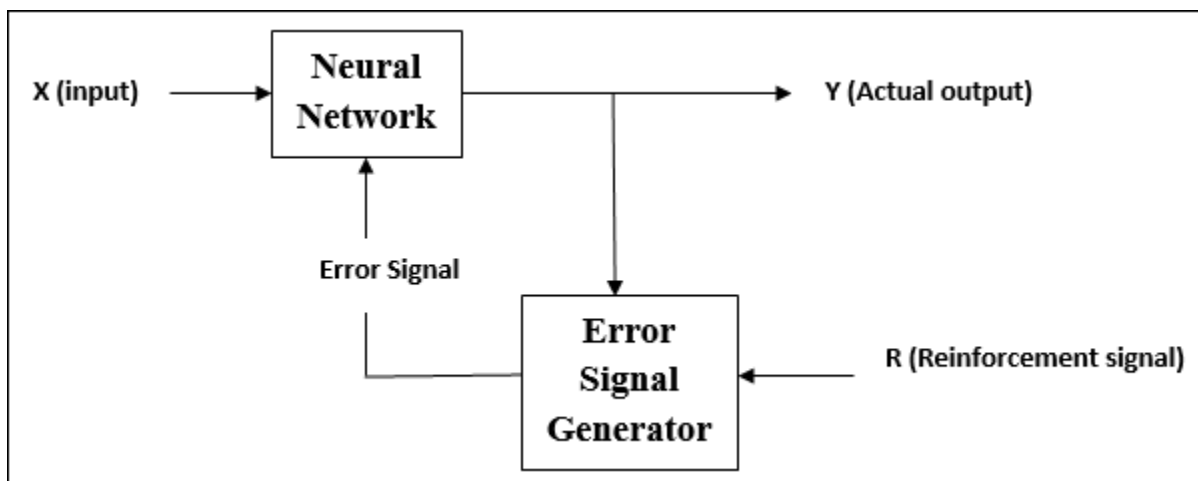 Neural
Network
X (input)
Y (Actual output)
Error Signal
Error
Signal
Generator
R (Reinforcement signal)